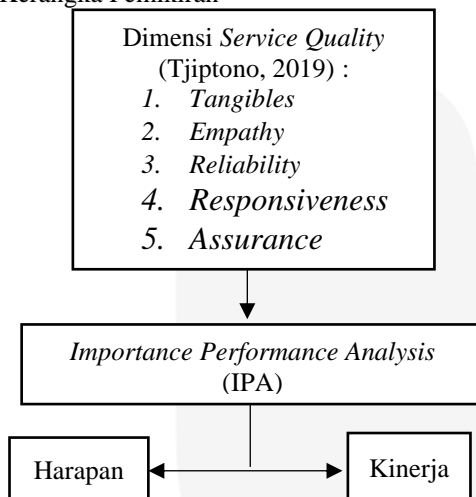 Kerangka Pemikiran
Dimensi Service Quality
(Tjiptono, 2019) :
1. Tangibles
2. Empathy
3. Reliability
4. Responsiveness
5. Assurance
Importance Performance Analysis
(IPA)
Harapan
Kinerja